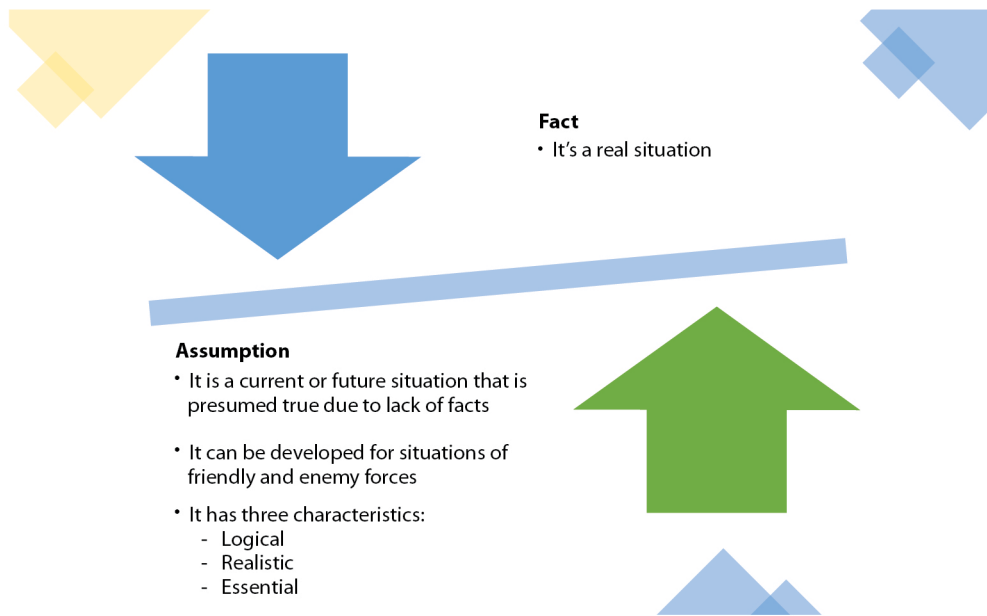 Fact
• It’s a real situation
Assumption
• It is a current or future situation that is
presumed true due to lack of facts
• It can be developed for situations of
friendly and enemy forces
• It has three characteristics:
- Logical
- Realistic
- Essential